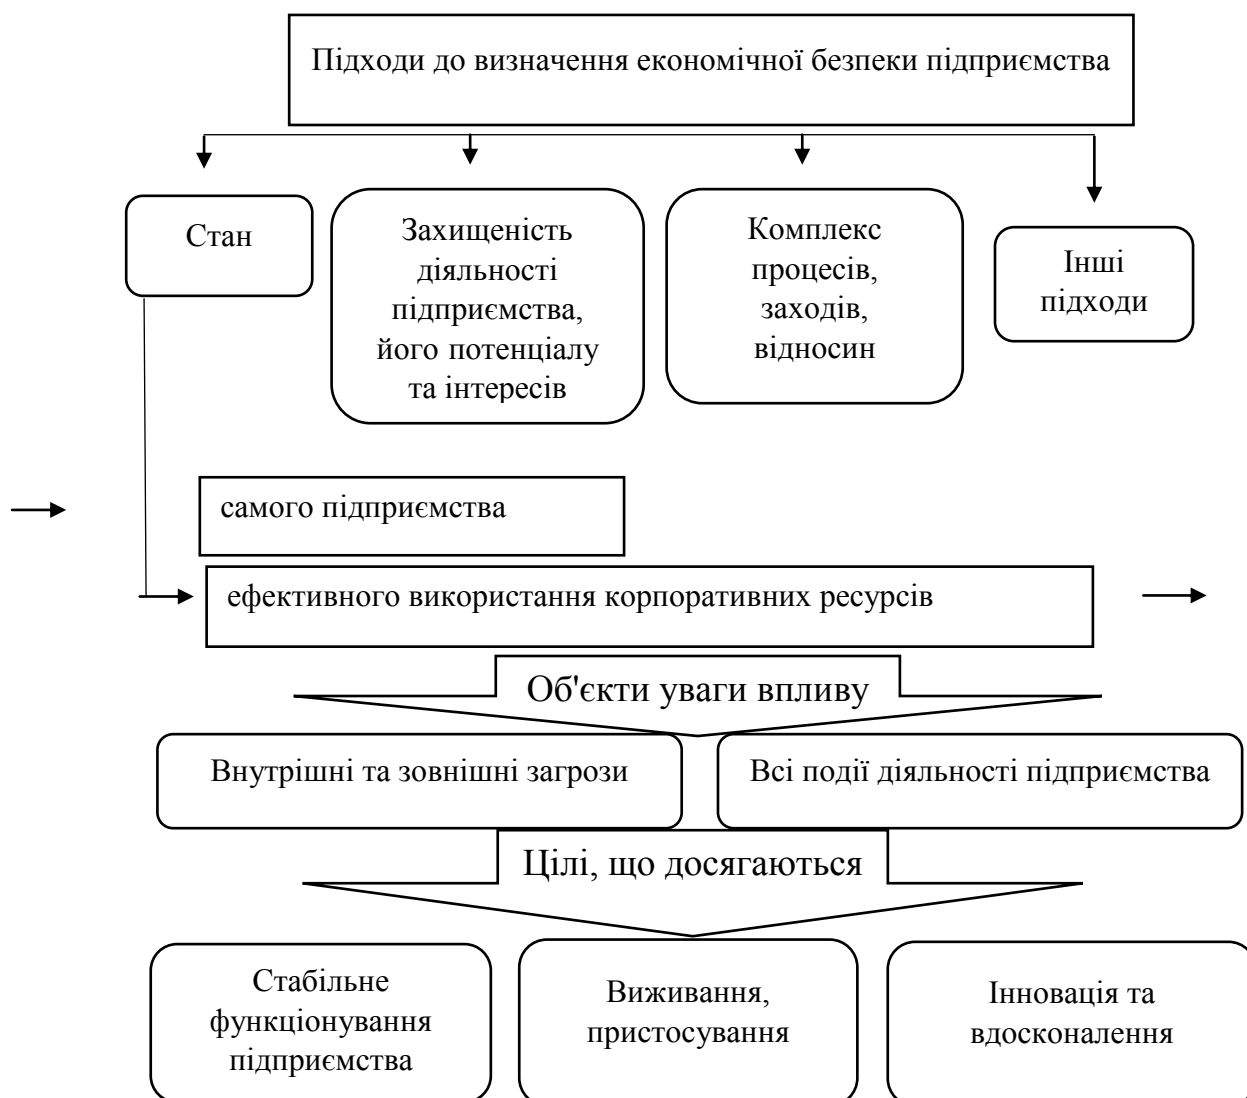 Підходи до визначення економічної безпеки підприємства
Стан
Захищеність
діяльності
підприємства,
його потенціалу
та інтересів
Комплекс
процесів,
заходів,
відносин
Інші
підходи
самого підприємства
ефективного використання корпоративних ресурсів
Об'єкти уваги впливу
Внутрішні та зовнішні загрози
Всі події діяльності підприємства
Цілі, що досягаються
Стабільне
функціонування
підприємства
Виживання,
пристосування
Інновація та
вдосконалення